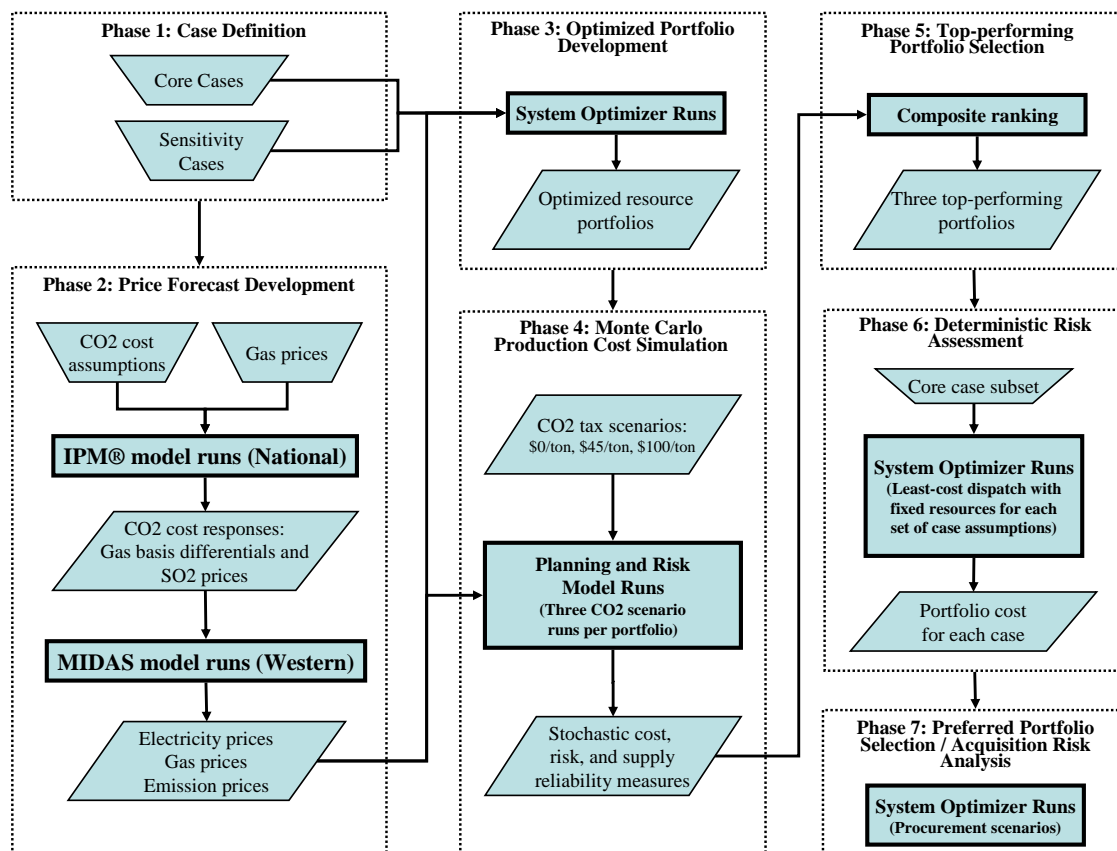 Phase 1: Case Definition
Core Cases
Sensitivity
Cases
Phase 2: Price Forecast Development
CO2 cost
assumptions
Gas prices
IPM® model runs (National)
CO2 cost responses:
Gas basis differentials and
SO2 prices
MIDAS model runs (Western)
Electricity prices
Gas prices
Emission prices
Phase 3: Optimized Portfolio
Development
System Optimizer Runs
Optimized resource
portfolios
Phase 4: Monte Carlo
Production Cost Simulation
CO2 tax scenarios:
$0/ton, $45/ton, $100/ton
Planning and Risk
Model Runs
(Three CO2 scenario
runs per portfolio)
Stochastic cost,
risk, and supply
reliability measures
Phase 5: Top-performing
Portfolio Selection
Composite ranking
Three top-performing
portfolios
Phase 6: Deterministic Risk
Assessment
Core case subset
System Optimizer Runs
(Least-cost dispatch with
fixed resources for each
set of case assumptions)
Portfolio cost
for each case
Phase 7: Preferred Portfolio
Selection / Acquisition Risk
Analysis
System Optimizer Runs
(Procurement scenarios)